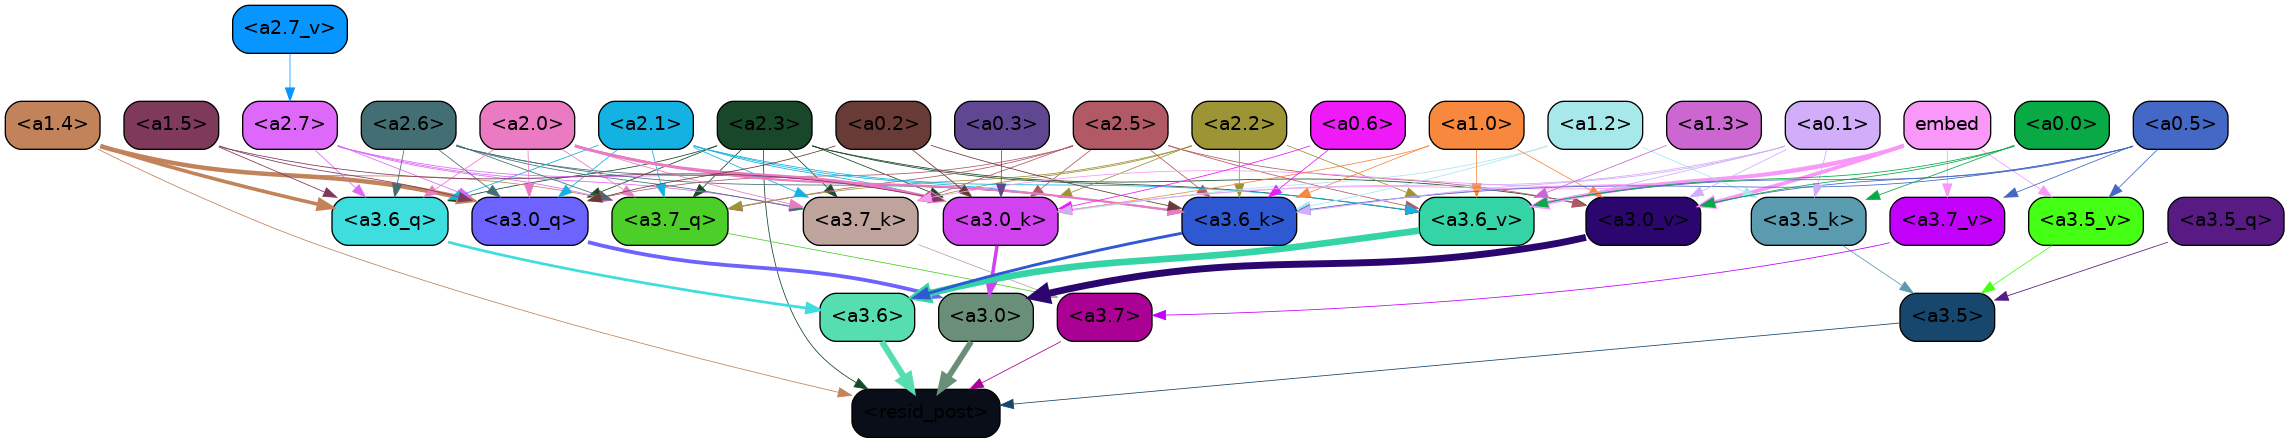 <a2.7_v>
<a1.4> <a1.5> <a2.7> <a2.6> <a2.0> <a2.1> <a2.3> <a0.2> <a0.3> <a2.5> <a2.2> <a0.6> <a1.0> <a1.2> <a1.3> <a0.1> embed <a0.0> <a0.5>
<a3.6_q> <a3.0_q> <a3.7_q> <a3.7_k> <a3.0_k> <a3.6_k> <a3.6_v> <a3.0_v> <a3.5_k> <a3.7_v> <a3.5_v> <a3.5_q>
<a3.6> <a3.0> <a3.7> <a3.5>
<resid_post>